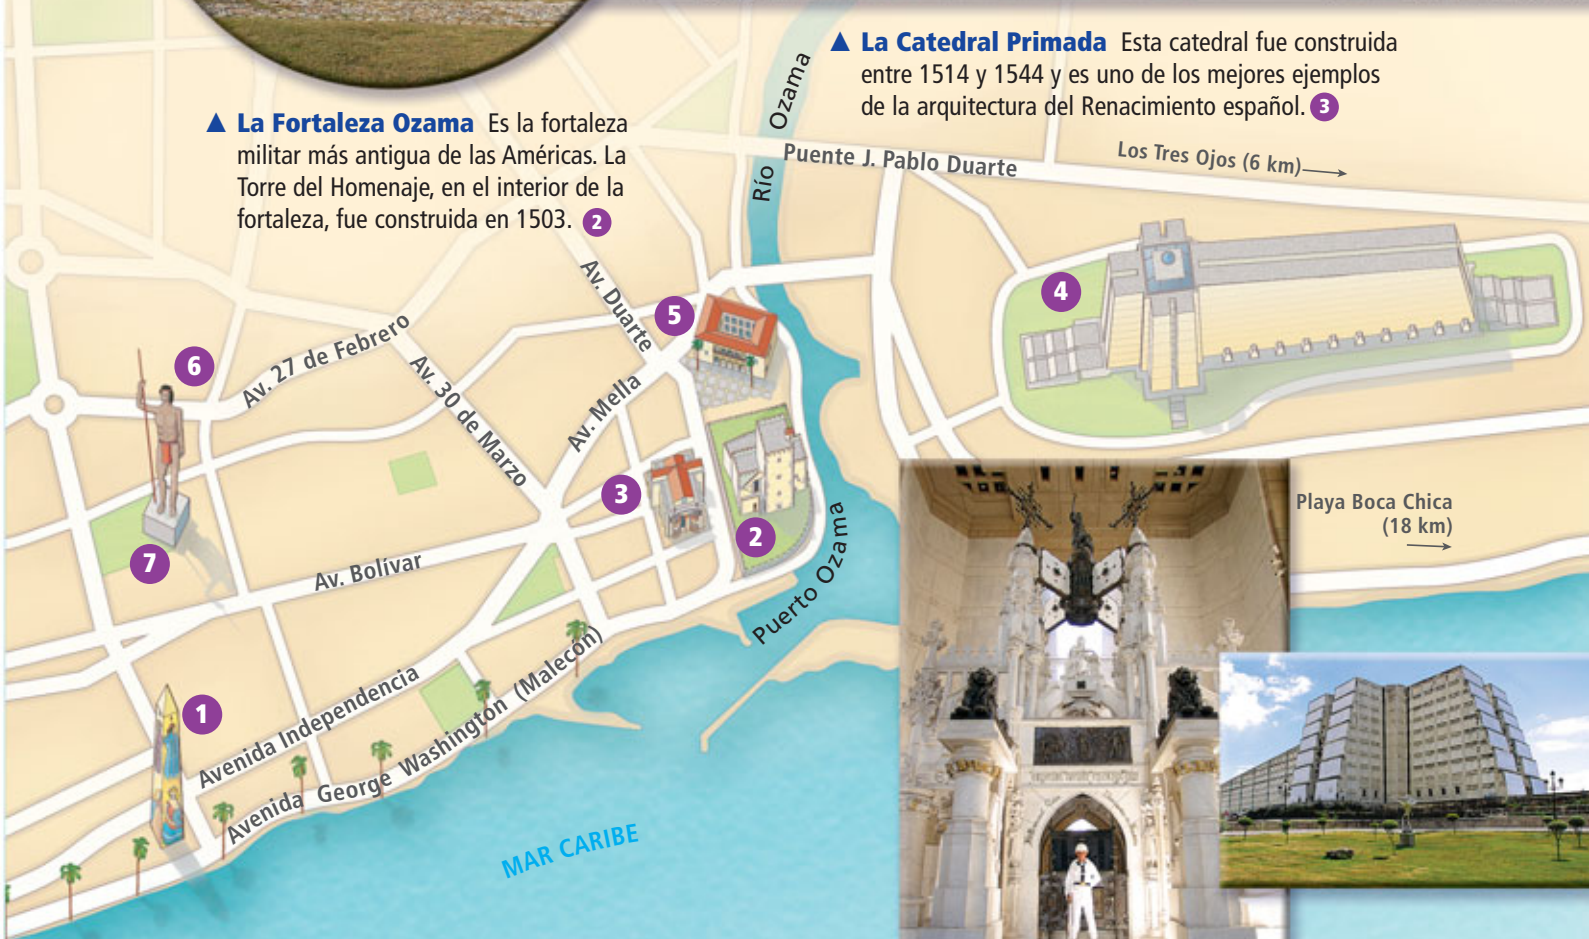 ▲ La Catedral Primada Esta catedral fue construida
entre 1514 y 1544 y es uno de los mejores ejemplos
de la arquitectura del Renacimiento español. 3
▲ La Fortaleza Ozama Es la fortaleza
militar más antigua de las Américas. La
Torre del Homenaje, en el interior de la
fortaleza, fue construida en 1503. 2
Río Ozama
Puente J. Pablo Duarte
Los Tres Ojos (6 km)
4
Av. Duarte
5
6
Av. 27 de Febrero
Av. 30 de Marzo
Av. Mella
3
2
7
Av. Bolívar
Puerto Ozama
Playa Boca Chica
(18 km)
1
Avenida Independencia
Avenida George Washington (Malecón)
MAR CARIBE